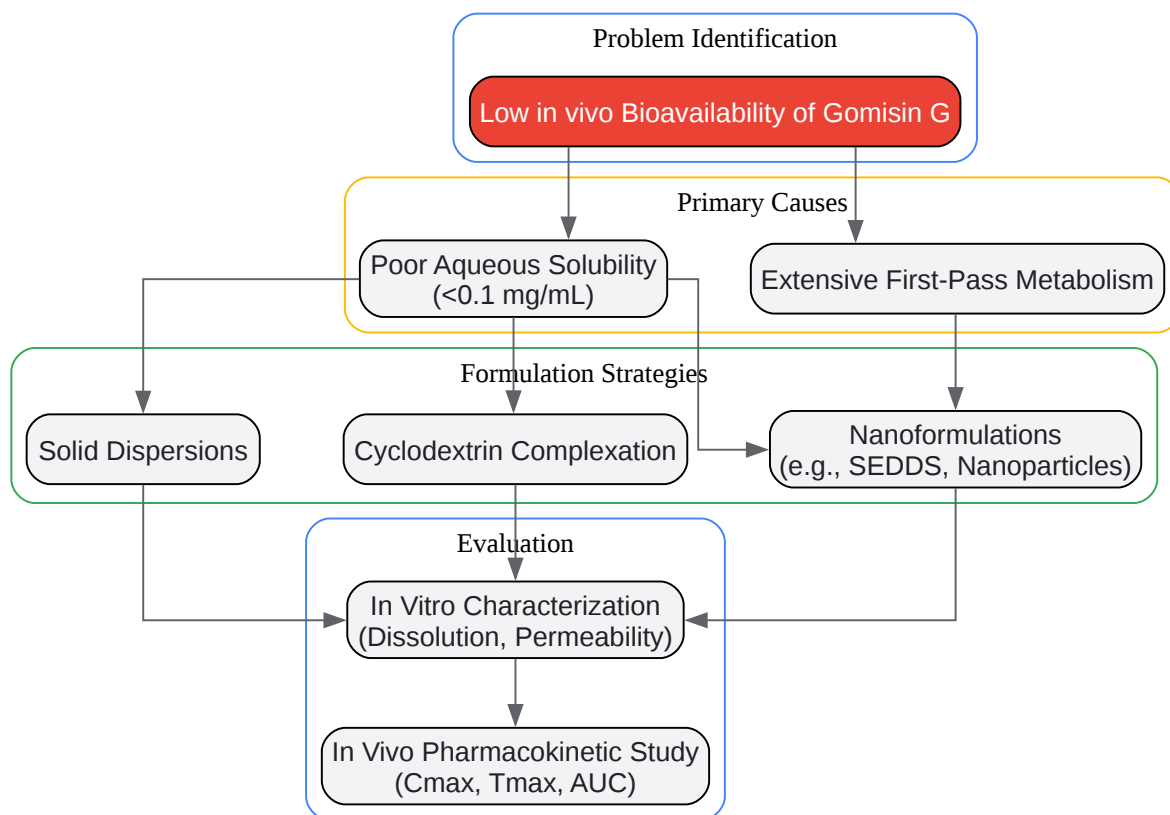 Problem Identification
Low in vivo Bioavailability of Gomisin G
Primary Causes
Poor Aqueous Solubility
(<0.1 mg/mL)
Extensive First-Pass Metabolism
Formulation Strategies
Solid Dispersions
Cyclodextrin Complexation
Nanoformulations
(e.g., SEDDS, Nanoparticles)
Evaluation
In Vitro Characterization
(Dissolution, Permeability)
In Vivo Pharmacokinetic Study
(Cmax, Tmax, AUC)